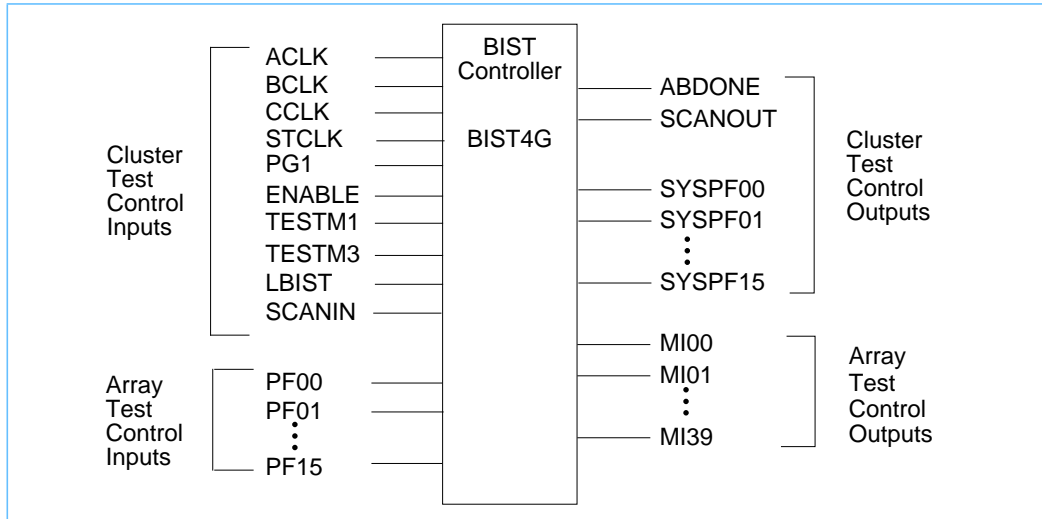 BIST
Controller
BIST4G
Cluster
Test
Control
Inputs
ACLK
BCLK
CCLK
STCLK
PG1
ENABLE
TESTM1
TESTM3
LBIST
SCANIN
Array
Test
Control
Inputs
PF00
PF01
PF15
ABDONE
SCANOUT
SYSPF00
SYSPF01
SYSPF15
Cluster
Test
Control
Outputs
MI00
MI01
MI39
Array
Test
Control
Outputs